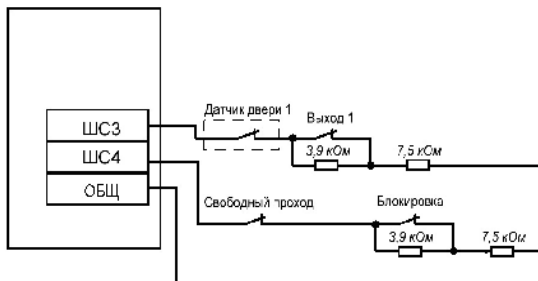 Датчик двери 1
Выход 1
ШС3
3,9 кОм
7,5 кОм
ШС4
ОБЩ
Свободный проход
Блокировка
3,9 кОм
7,5 кОм